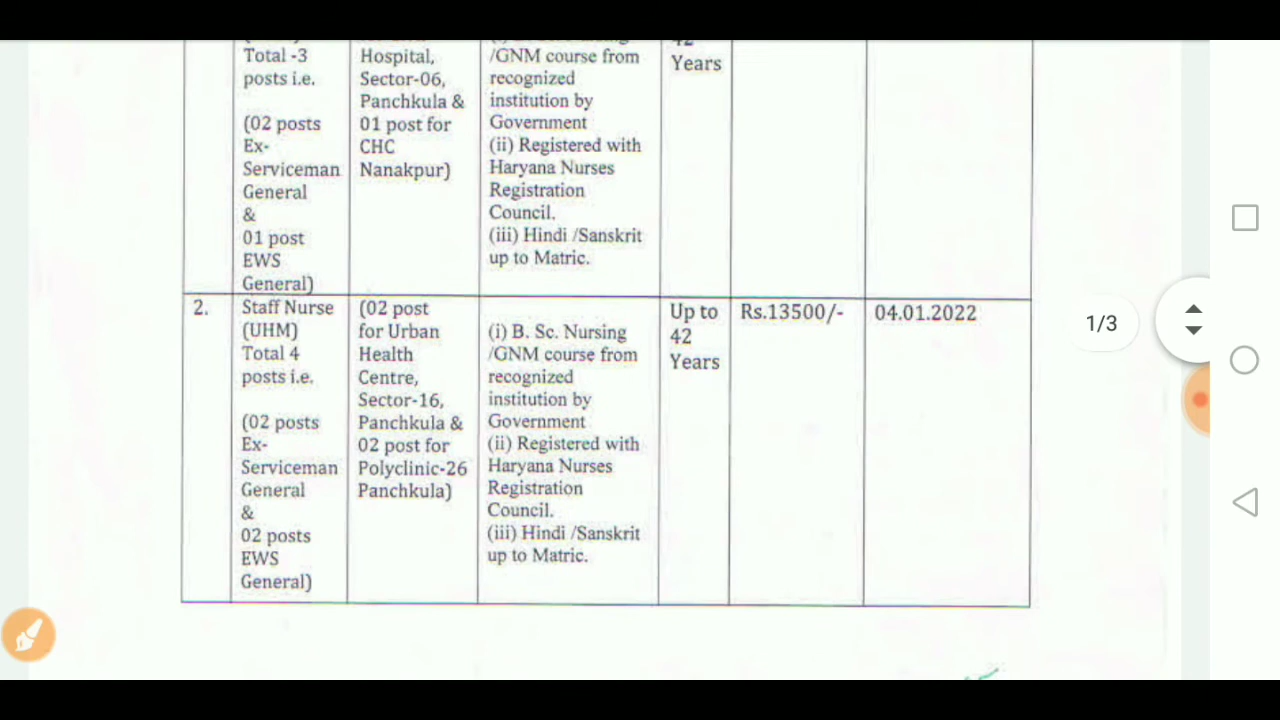 Total -3
posts i.e.
(02 posts
Ex-
Serviceman
General
&
01 post
EWS
General)
Hospital,
Sector-06,
Panchkula &
01 post for
CHC
Nanakpur)
/GNM course from
recognized
institution by
Government
(ii) Registered with
Haryana Nurses
Registration
Council.
(iii) Hindi /Sanskrit
up to Matric.
42
Years
2.
Staff Nurse
(UHM)
Total 4
posts i.e.
(02 posts
Ex-
Serviceman
General
&
02 posts
EWS
General)
(02 post
for Urban
Health
Centre,
Sector-16,
Panchkula &
02 post for
Polyclinic-26
Panchkula)
(i) B. Sc. Nursing
/GNM course from
recognized
institution by
Government
(ii) Registered with
Haryana Nurses
Registration
Council.
(iii) Hindi /Sanskrit
up to Matric.
Up to
42
Years
Rs.13500/-
04.01.2022
1/3